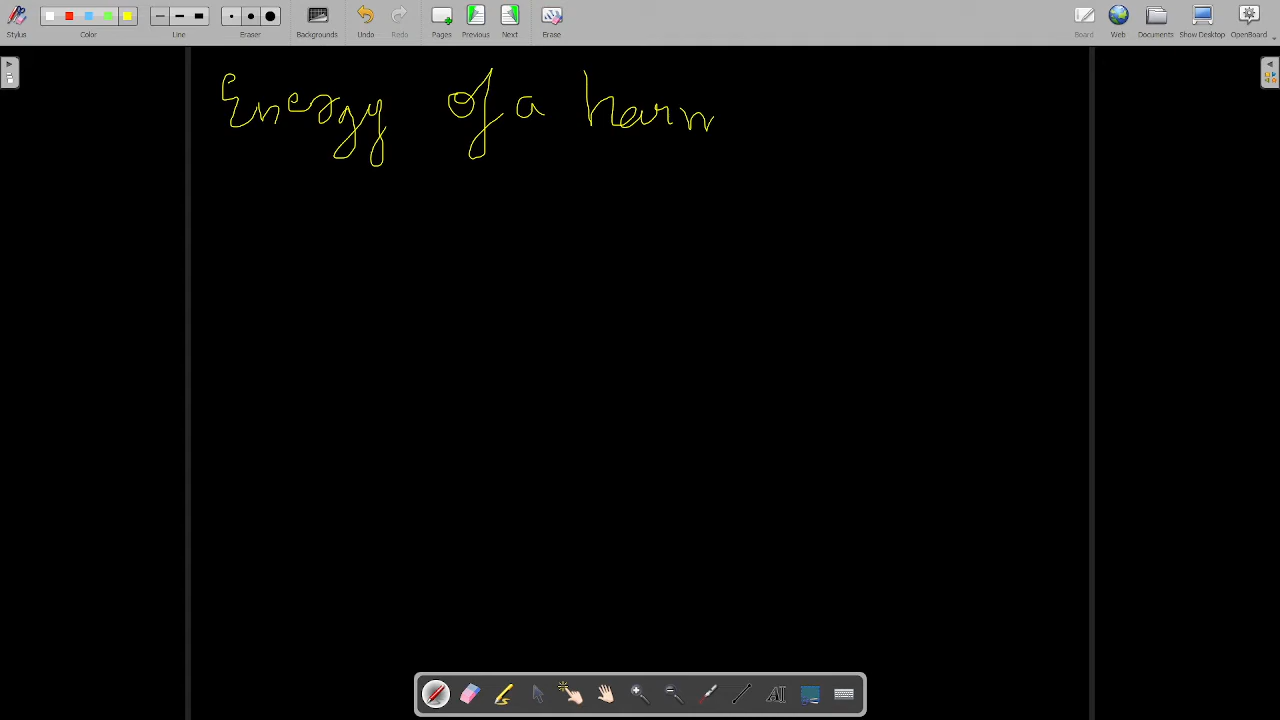 Stylus
Color
Line
Eraser
Backgrounds
Undo
Redo
Pages
Previous
Next
Erase
Board
Web
Documents
Show Desktop
OpenBoard
Energy of a harm
AI